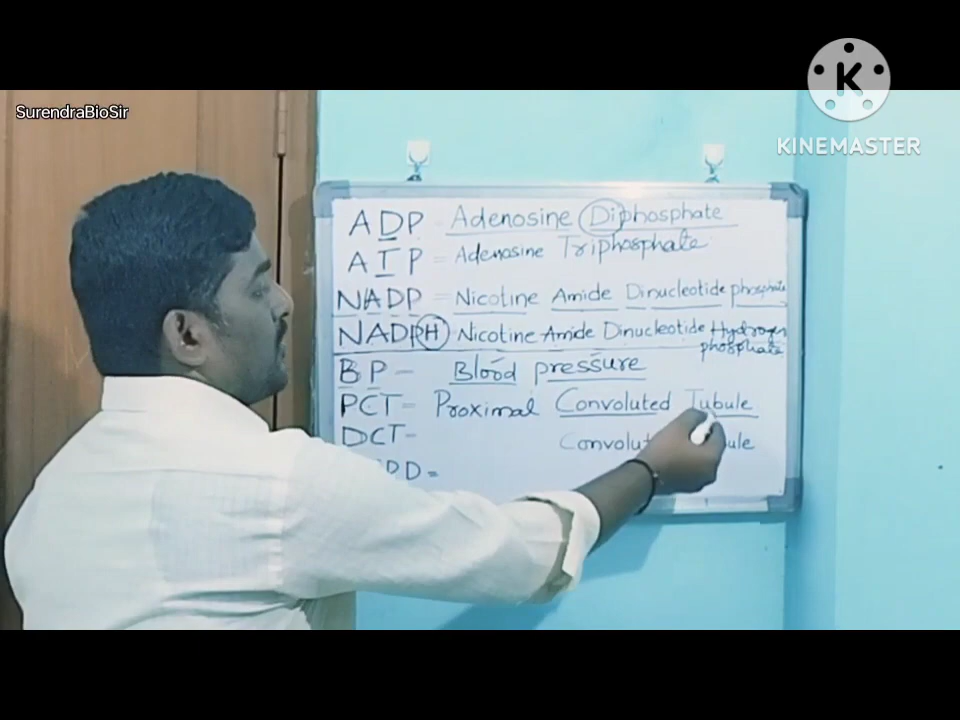 SurendraBioSir
K
KINEMASTER
ADP - Adenosine Diphosphate
ATP = Adenosine Triphosphate
NADP = Nicotine Amide Dinucleotide phosphate
NADPH Nicotine Amide Dinucleotide Hydrogen phosphate
BP - Blood pressure
PCT = Proximal Convoluted Tubule
DCT-